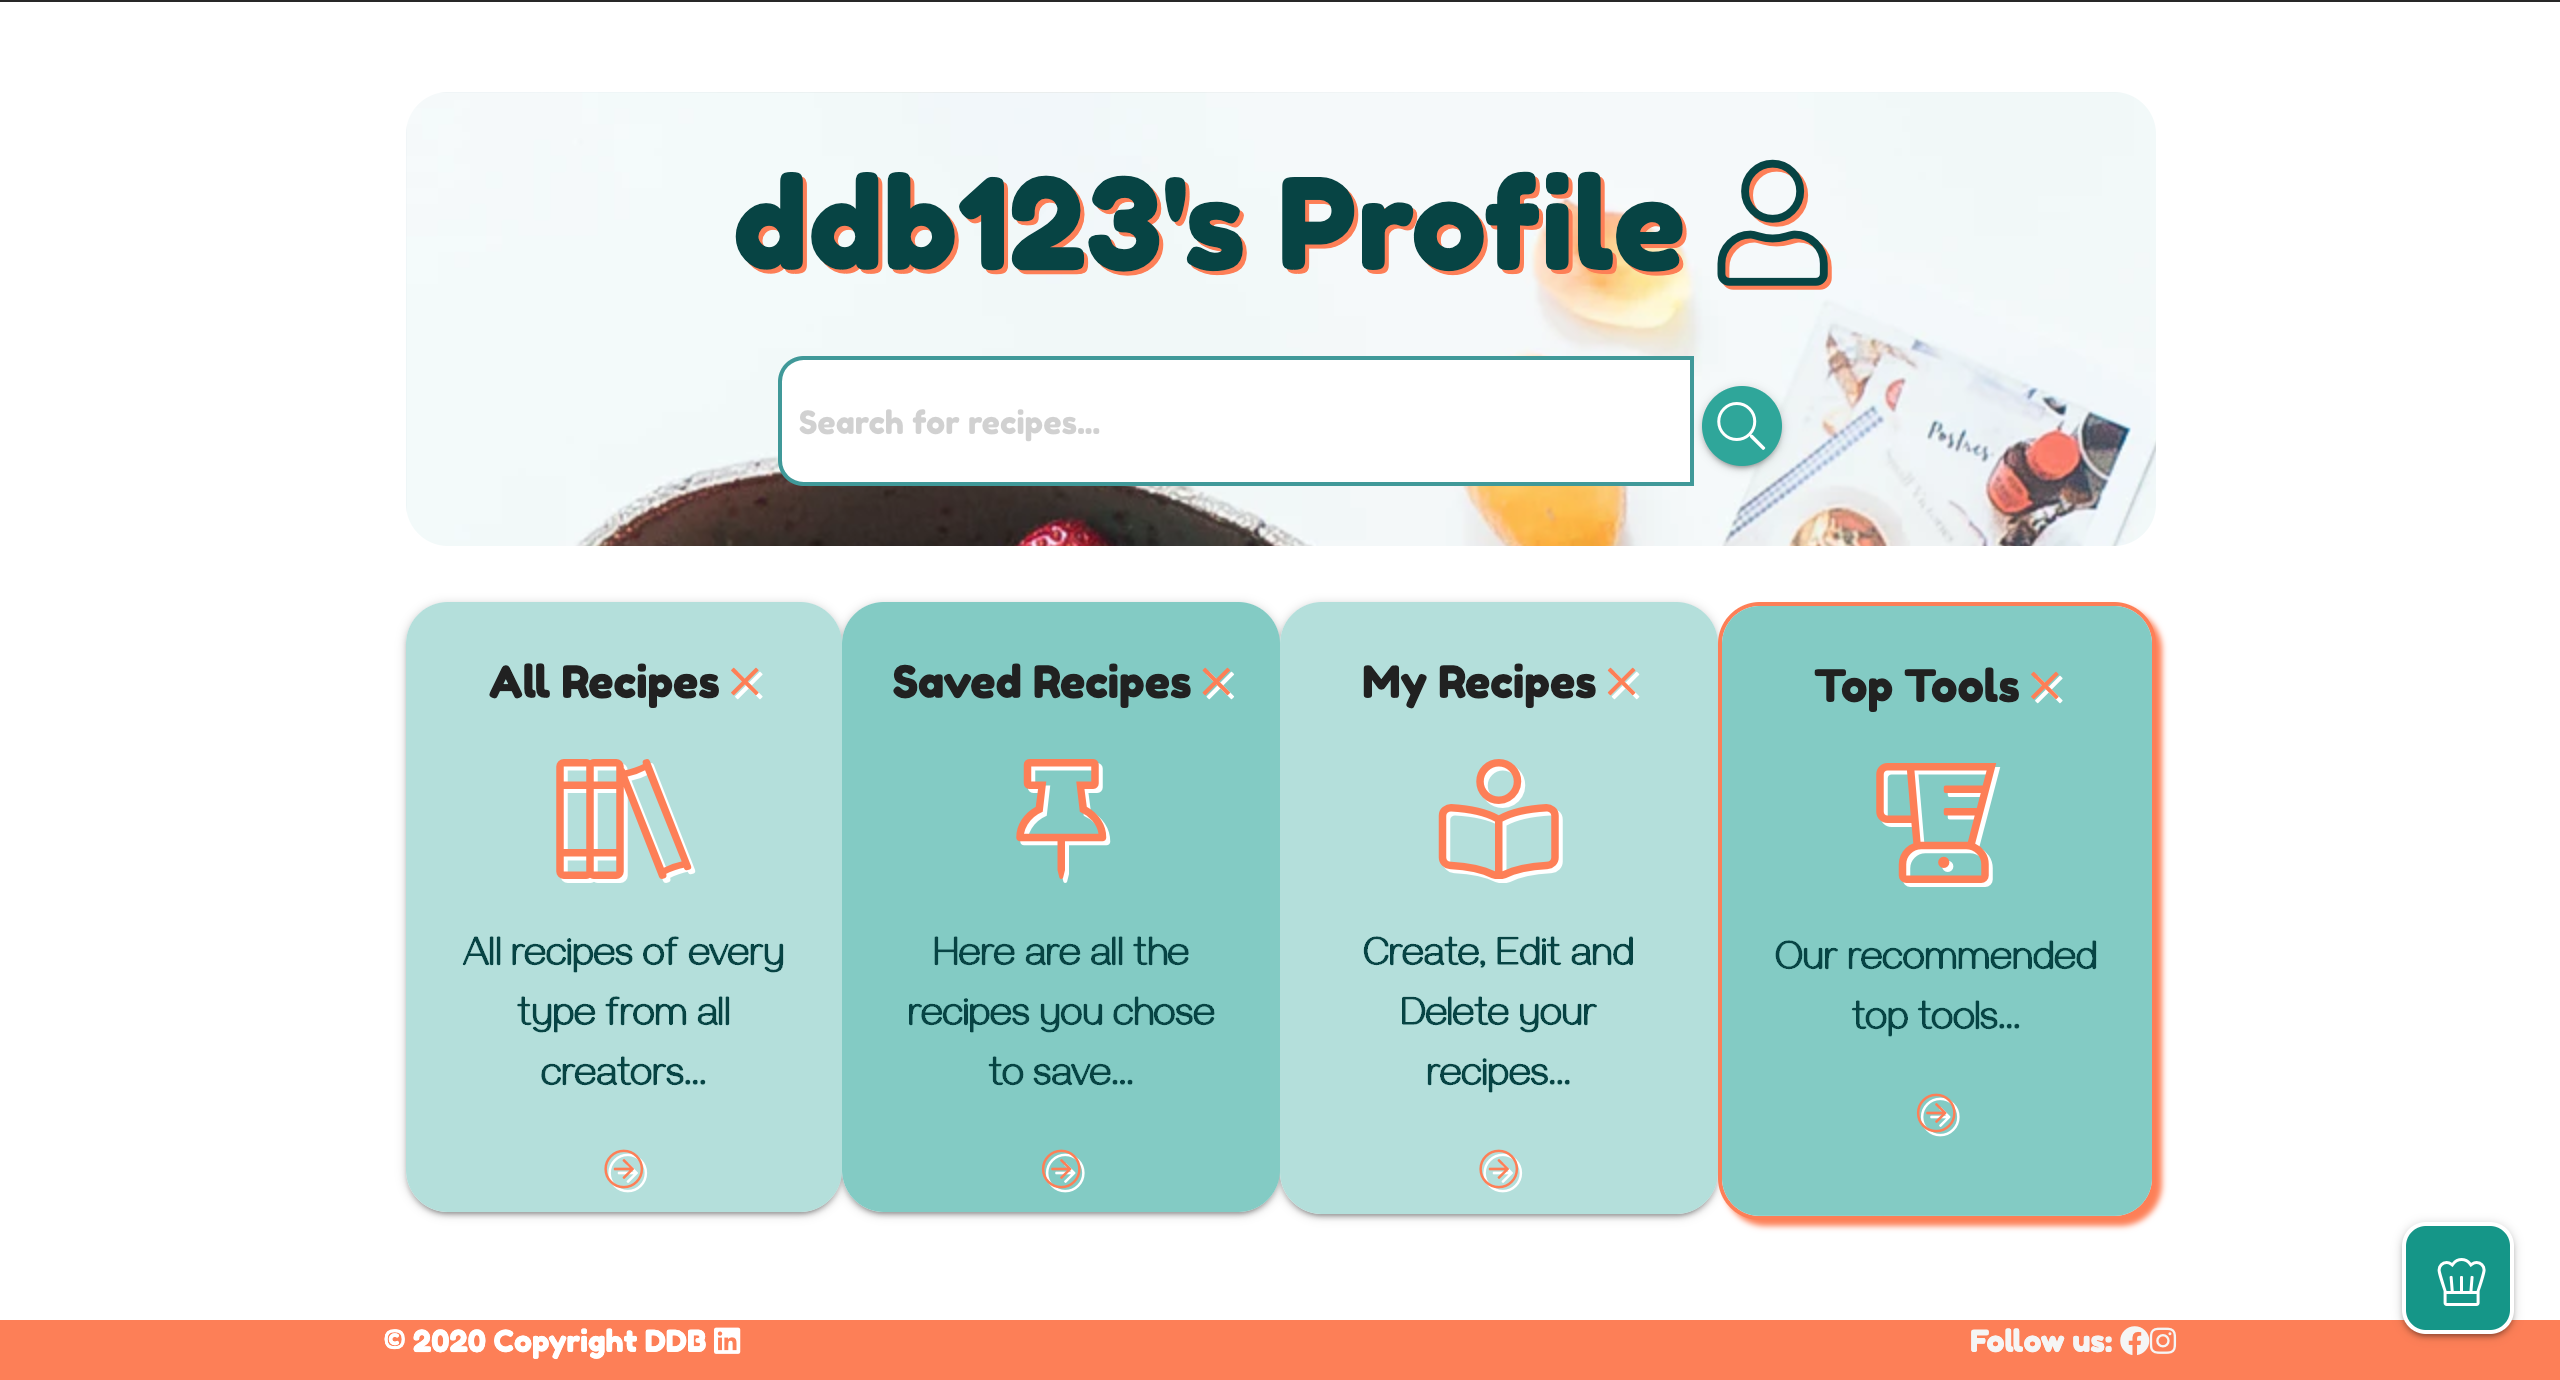 ddb123's Profile
Search for recipes...
Postres
All Recipes
All recipes of every
type from all
creators...
Saved Recipes
Here are all the
recipes you chose
to save...
My Recipes
Create, Edit and
Delete your
recipes...
Top Tools
Our recommended
top tools...
© 2020 Copyright DDB
Follow us: